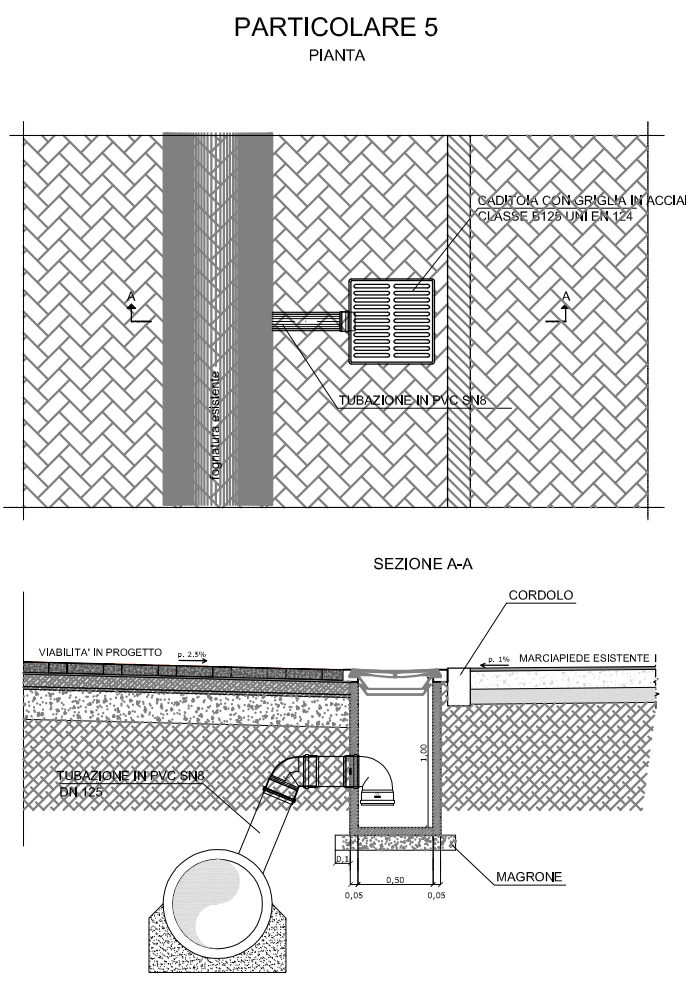 PARTICOLARE 5
PIANTA
CADITOIA CON GRIGLIA IN ACCIAI
CLASSE B125 UNI EN 124
A
A
TUBAZIONE IN PVC SN8
fognatura esistente
SEZIONE A-A
CORDOLO
VIABILITA' IN PROGETTO
p. 2.5%
p. 1%
MARCIAPIEDE ESISTENTE
1,00
TUBAZIONE IN PVC SN8
DN 125
0,1
0,50
MAGRONE
0,05
0,05